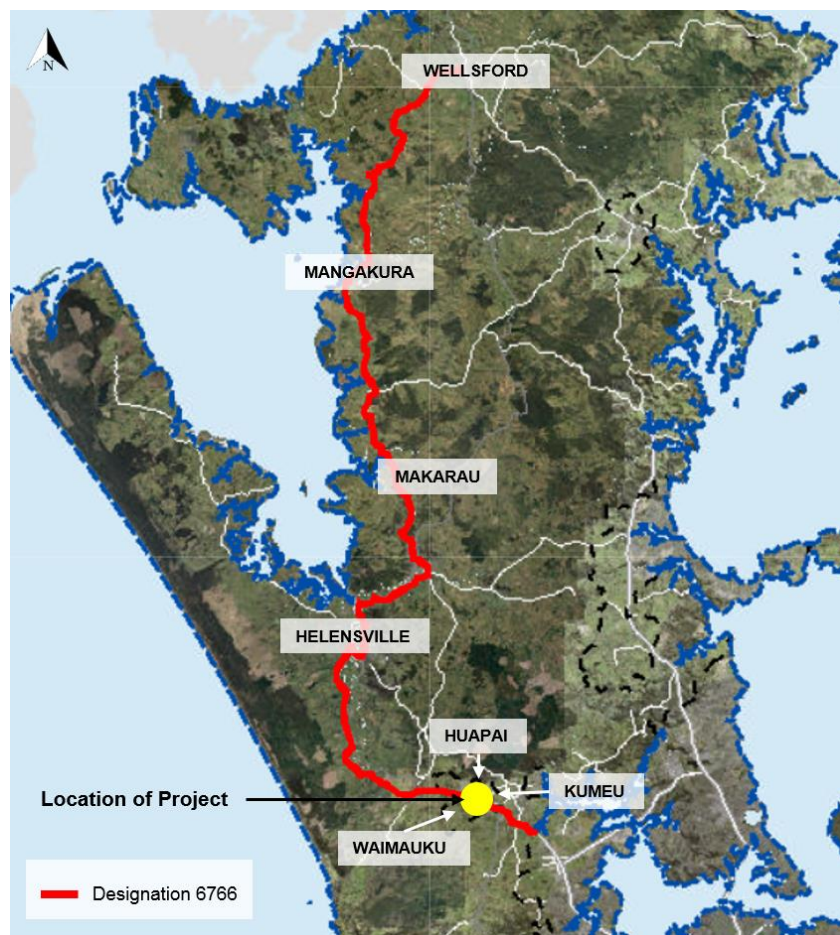 N
WELLSFORD
MANGAKURA
MAKARAU
HELENSVILLE
HUAPAI
KUMEU
Location of Project
WAIMAUKU
Designation 6766